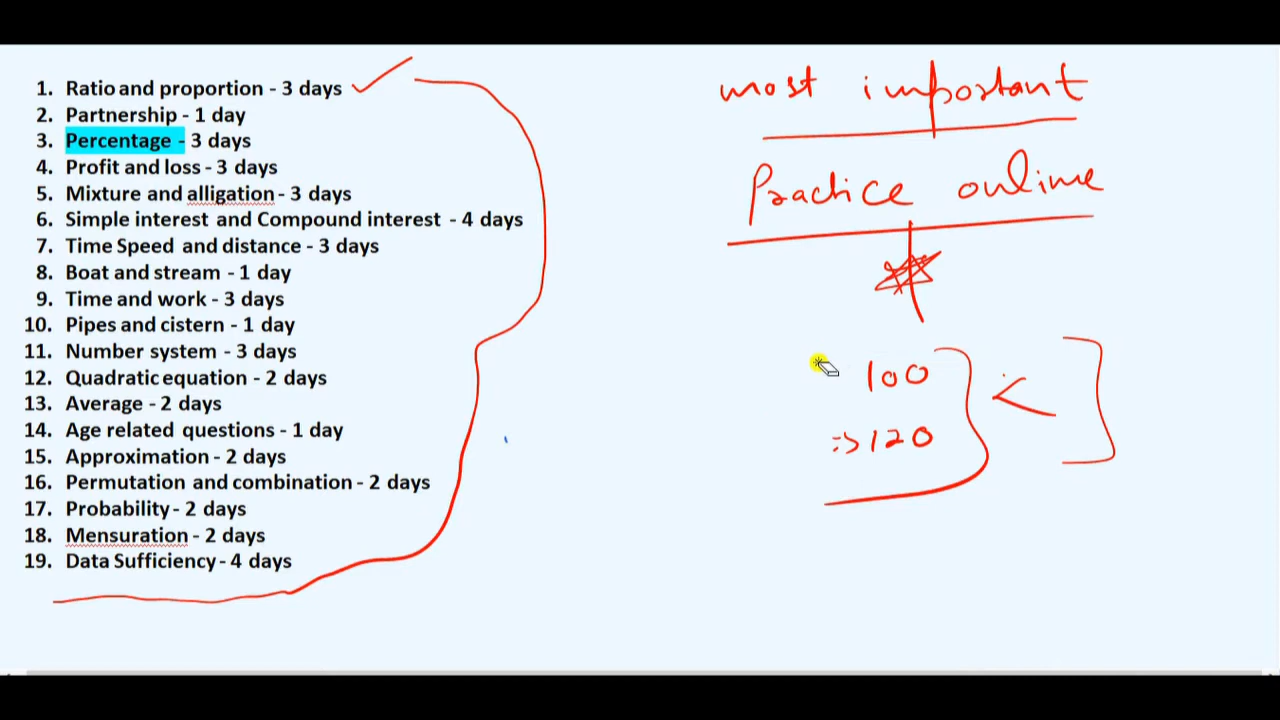 1. Ratio and proportion - 3 days
2. Partnership - 1 day
3. Percentage - 3 days
4. Profit and loss - 3 days
5. Mixture and alligation - 3 days
6. Simple interest and Compound interest - 4 days
7. Time Speed and distance - 3 days
8. Boat and stream - 1 day
9. Time and work - 3 days
10. Pipes and cistern - 1 day
11. Number system - 3 days
12. Quadratic equation - 2 days
13. Average - 2 days
14. Age related questions - 1 day
15. Approximation - 2 days
16. Permutation and combination - 2 days
17. Probability - 2 days
18. Mensuration - 2 days
19. Data Sufficiency - 4 days
most important
Practice online
100
=> 120